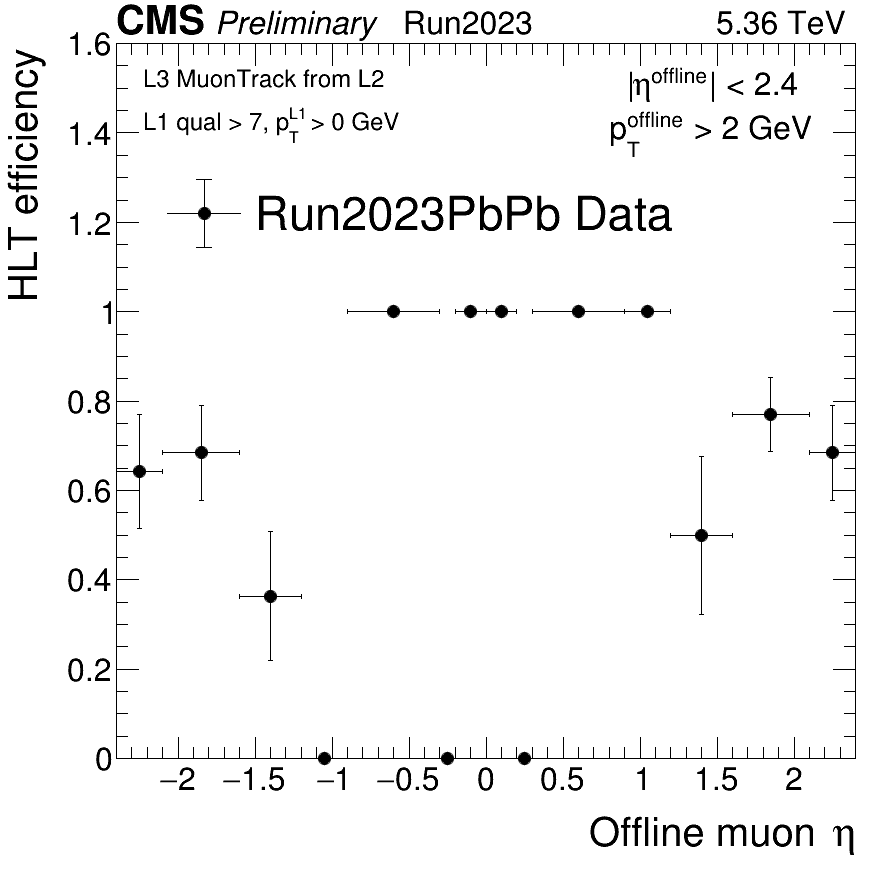 CMS Preliminary Run2023 5.36 TeV
L3 MuonTrack from L2
|η^offline| < 2.4
L1 qual > 7, p_T^L1 > 0 GeV
p_T^offline > 2 GeV
Run2023PbPb Data
HLT efficiency
1.6
1.4
1.2
1
0.8
0.6
0.4
0.2
0
−2 −1.5 −1 −0.5 0 0.5 1 1.5 2
Offline muon η